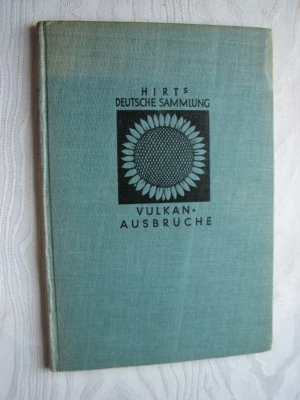 HIRTS
DEUTSCHE SAMMLUNG
VULKAN-
AUSBRÜCHE